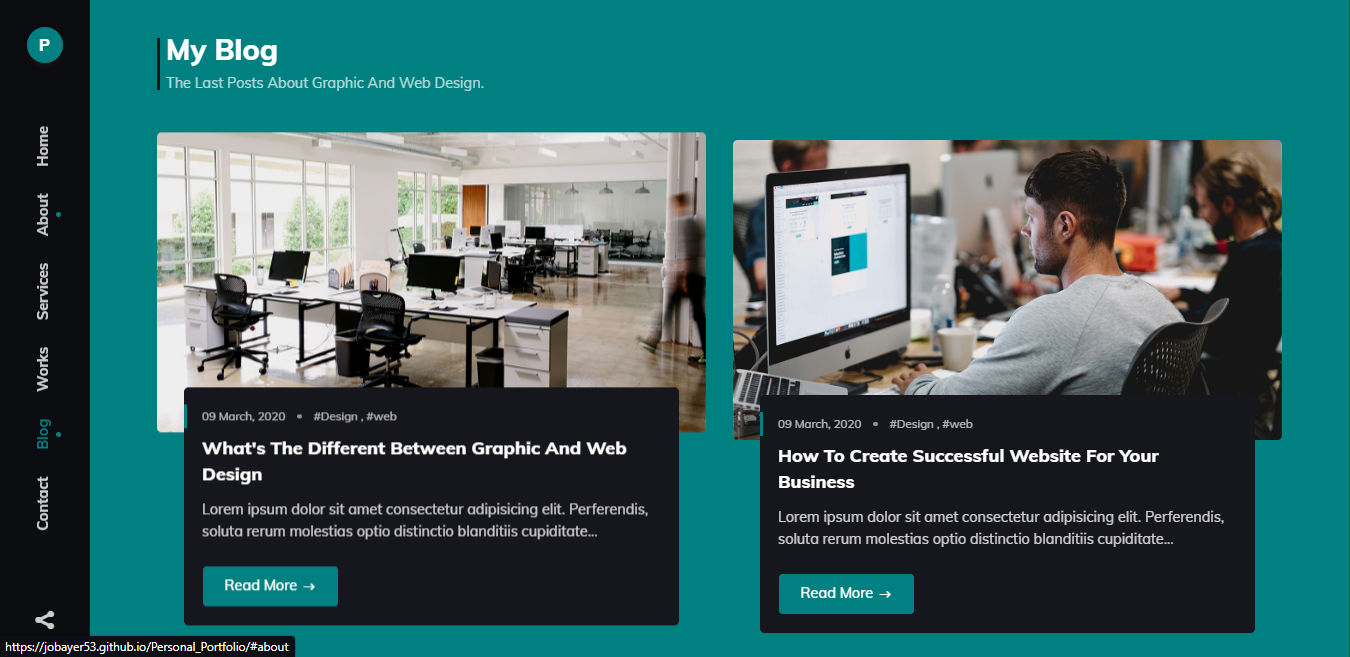 P
Home
About
Services
Works
Blog
Contact
My Blog
The Last Posts About Graphic And Web Design.
09 March, 2020 • #Design , #web
What's The Different Between Graphic And Web
Design
Lorem ipsum dolor sit amet consectetur adipisicing elit. Perferendis,
soluta rerum molestias optio distinctio blanditiis cupiditate...
Read More →
09 March, 2020 • #Design , #web
How To Create Successful Website For Your
Business
Lorem ipsum dolor sit amet consectetur adipisicing elit. Perferendis,
soluta rerum molestias optio distinctio blanditiis cupiditate...
Read More →
https://jobayer53.github.io/Personal_Portfolio/#about